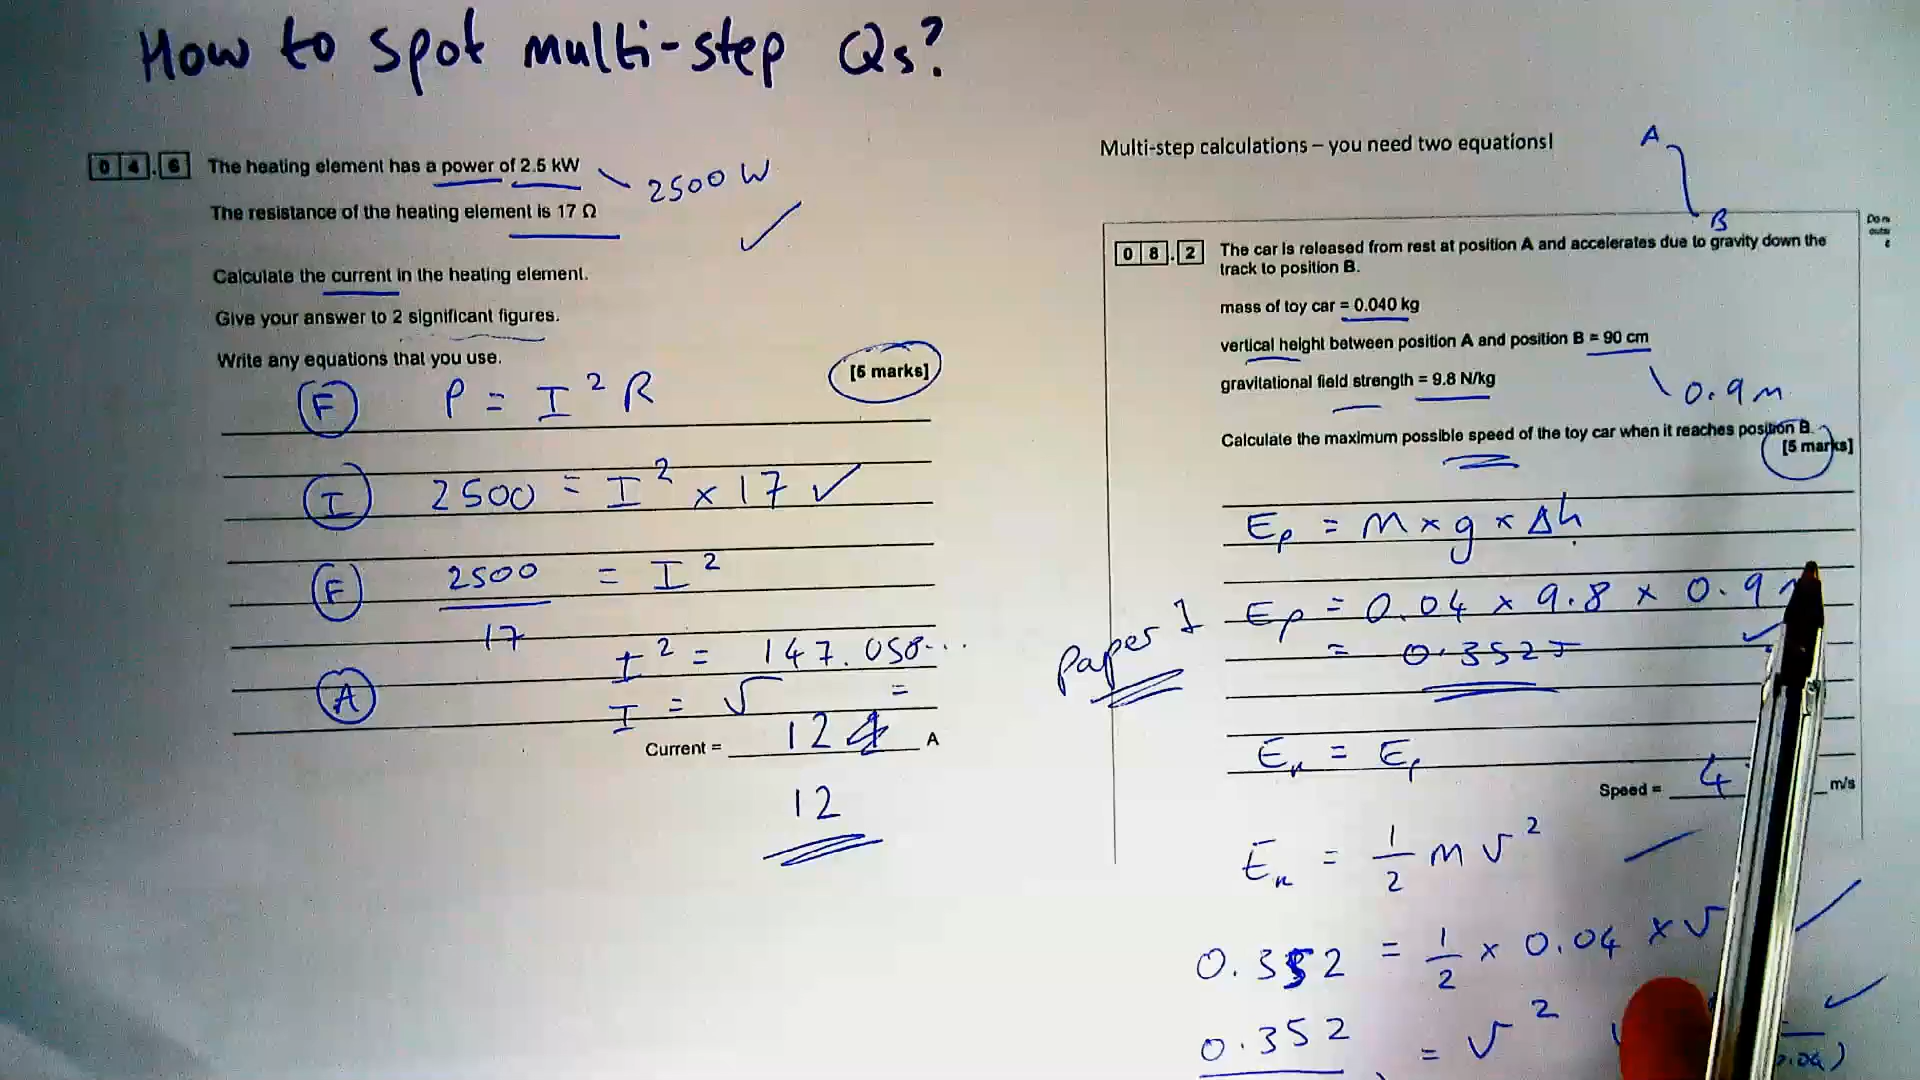 How to spot multi-step Qs?
0 4 . 6 The heating element has a power of 2.5 kW
2500 W
The resistance of the heating element is 17 Ω
Calculate the current in the heating element.
Give your answer to 2 significant figures.
Write any equations that you use.
[5 marks]
F P = I² R
I 2500 = I² × 17 ✓
F 2500 = I²
17
I² = 147.058...
A I = √ =
Current = 12 A
12
Multi-step calculations – you need two equations!
A
B
0 8 . 2 The car is released from rest at position A and accelerates due to gravity down the
track to position B.
mass of toy car = 0.040 kg
vertical height between position A and position B = 90 cm
gravitational field strength = 9.8 N/kg
0.9m
Calculate the maximum possible speed of the toy car when it reaches position B.
[5 marks]
Ep = m × g × Δh
Ep = 0.04 × 9.8 × 0.9
= 0.352J
Paper 1
Ek = Ep
Speed = 4 m/s
Ek = 1/2 m v²
0.352 = 1/2 × 0.04 × v
0.352 = v²